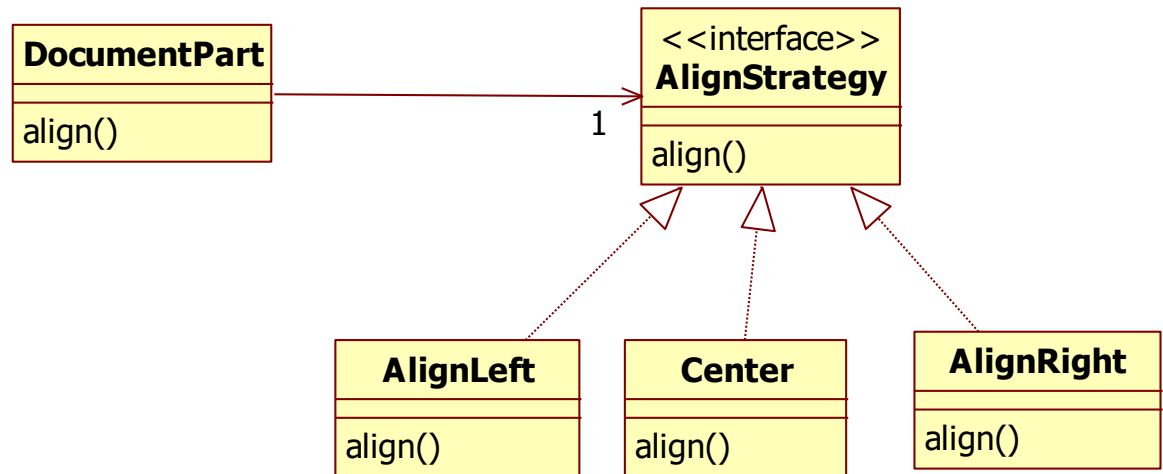 DocumentPart
align()
1
<<interface>>
AlignStrategy
align()
AlignLeft
align()
Center
align()
AlignRight
align()